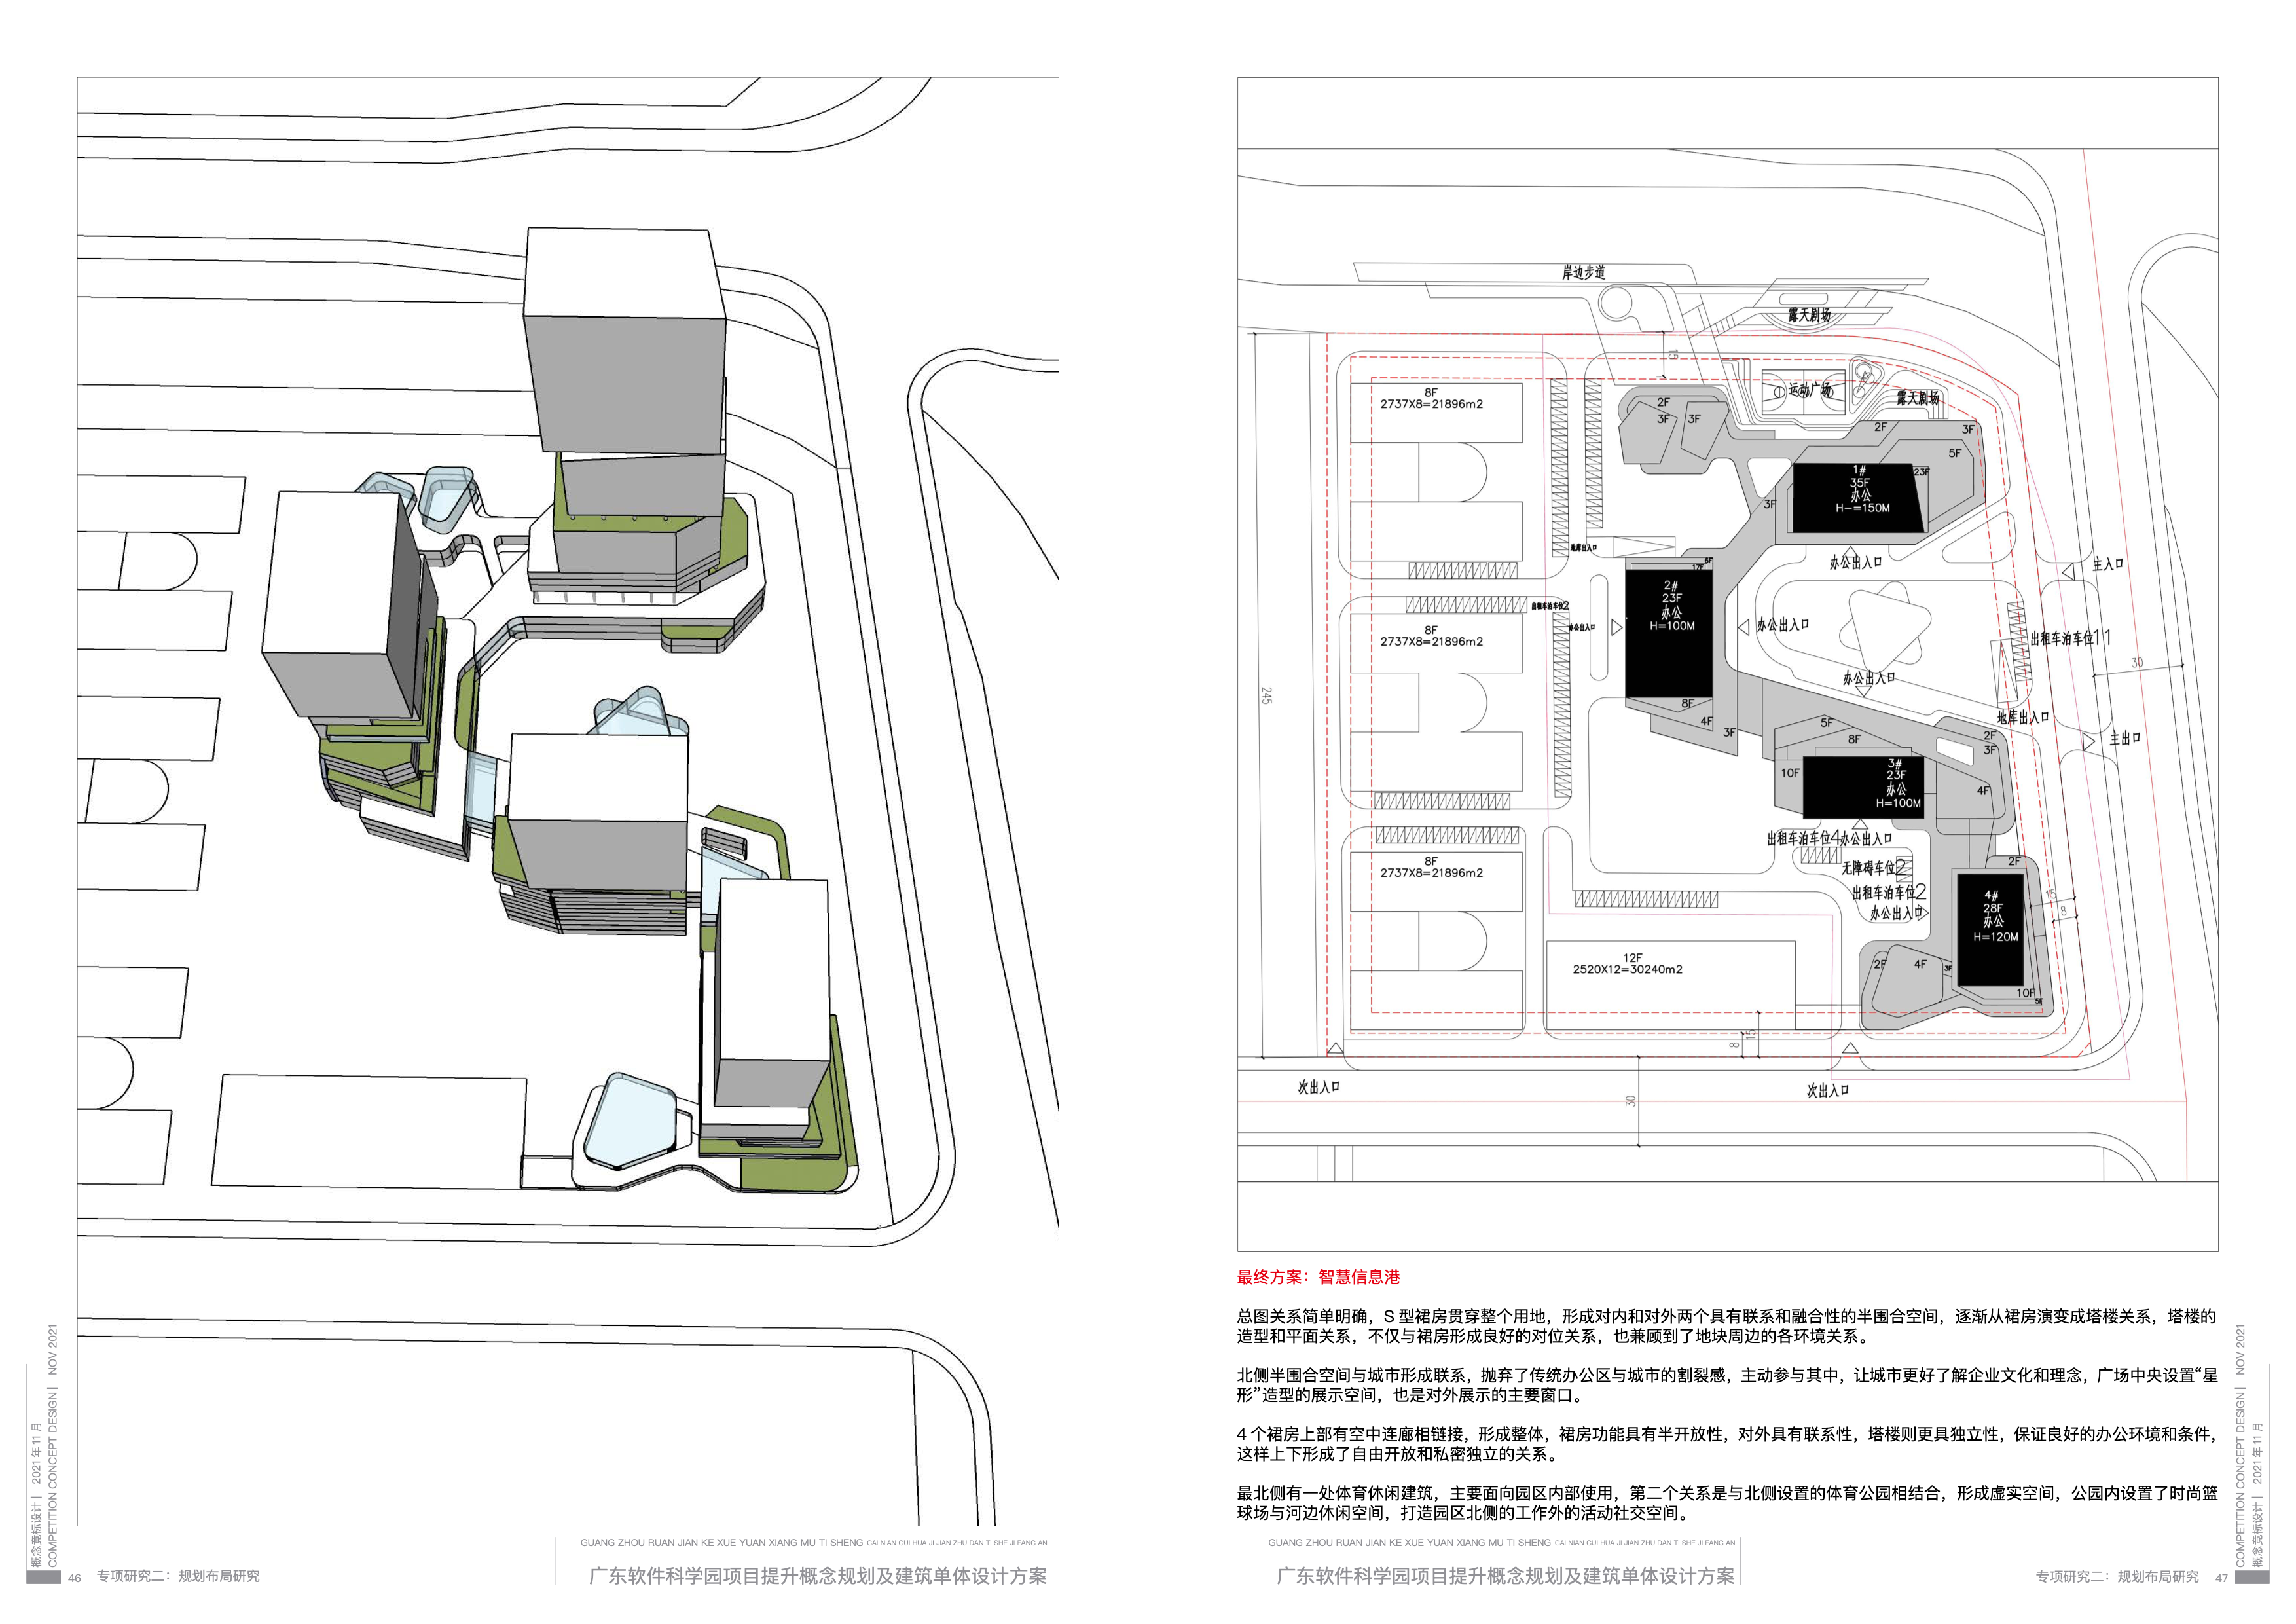 概念竞标设计 | 2021年11月
COMPETITION CONCEPT DESIGN | NOV 2021
46 专项研究二：规划布局研究
GUANG ZHOU RUAN JIAN KE XUE YUAN XIANG MU TI SHENG GAI NIAN GUI HUA JI JIAN ZHU DAN TI SHE JI FANG AN
广东软件科学园项目提升概念规划及建筑单体设计方案
岸边步道
露天剧场
15
运动广场
露天剧场
8F
2737X8=21896m2
2F
3F 3F
2F
3F
5F
1#
35F
办公
H-=150M
23F
3F
地库出入口
办公出入口
主入口
2#
23F
办公
H=100M
17F
出租车泊车位2
办公出入口
办公出入口
出租车泊车位11
30
8F
2737X8=21896m2
245
办公出入口
地库出入口
主出口
8F
4F
3F
5F
8F
10F
2F
3F
4F
3#
23F
办公
H=100M
出租车泊车位4
办公出入口
无障碍车位2
出租车泊车位2
办公出入口
8F
2737X8=21896m2
2F
4#
28F
办公
H=120M
15
8
12F
2520X12=30240m2
2F
4F
3F
10F
5F
8
15
次出入口
次出入口
30
最终方案：智慧信息港
总图关系简单明确，S 型裙房贯穿整个用地，形成对内和对外两个具有联系和融合性的半围合空间，逐渐从裙房演变成塔楼关系，塔楼的
造型和平面关系，不仅与裙房形成良好的对位关系，也兼顾到了地块周边的各环境关系。
北侧半围合空间与城市形成联系，抛弃了传统办公区与城市的割裂感，主动参与其中，让城市更好了解企业文化和理念，广场中央设置“星
形”造型的展示空间，也是对外展示的主要窗口。
4 个裙房上部有空中连廊相链接，形成整体，裙房功能具有半开放性，对外具有联系性，塔楼则更具独立性，保证良好的办公环境和条件，
这样上下形成了自由开放和私密独立的关系。
最北侧有一处体育休闲建筑，主要面向园区内部使用，第二个关系是与北侧设置的体育公园相结合，形成虚实空间，公园内设置了时尚篮
球场与河边休闲空间，打造园区北侧的工作外的活动社交空间。
GUANG ZHOU RUAN JIAN KE XUE YUAN XIANG MU TI SHENG GAI NIAN GUI HUA JI JIAN ZHU DAN TI SHE JI FANG AN
广东软件科学园项目提升概念规划及建筑单体设计方案
专项研究二：规划布局研究 47
COMPETITION CONCEPT DESIGN | NOV 2021
概念竞标设计 | 2021年11月